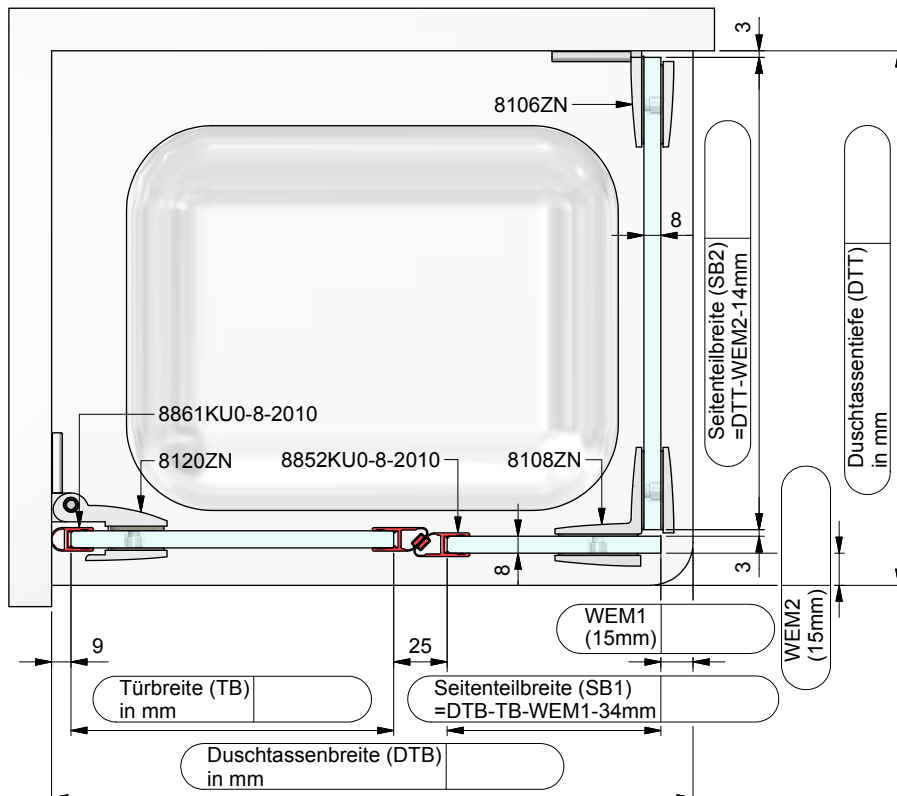 3
8106ZN
8
Seitenteilbreite (SB2)
=DTT-WEM2-14mm
Duschtassentiefe (DTT)
in mm
8861KU0-8-2010
8120ZN
8852KU0-8-2010
8108ZN
8
3
WEM1
(15mm)
WEM2
(15mm)
9
25
Türbreite (TB)
in mm
Seitenteilbreite (SB1)
=DTB-TB-WEM1-34mm
Duschtassenbreite (DTB)
in mm